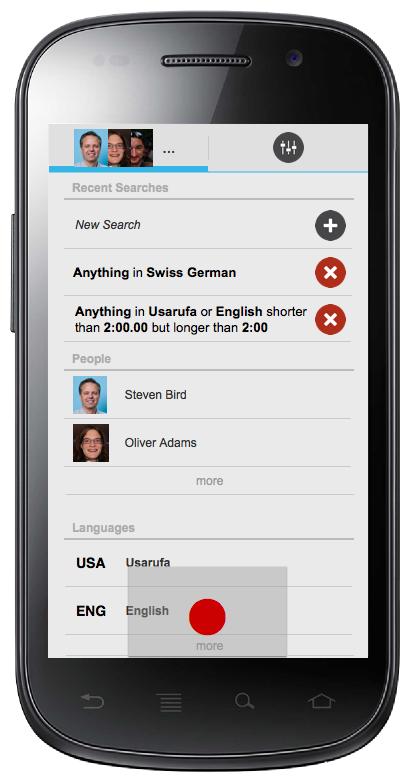 ...
Recent Searches
New Search
Anything in Swiss German
Anything in Usarufa or English shorter
than 2:00.00 but longer than 2:00
People
Steven Bird
Oliver Adams
more
Languages
USA Usarufa
ENG English
more